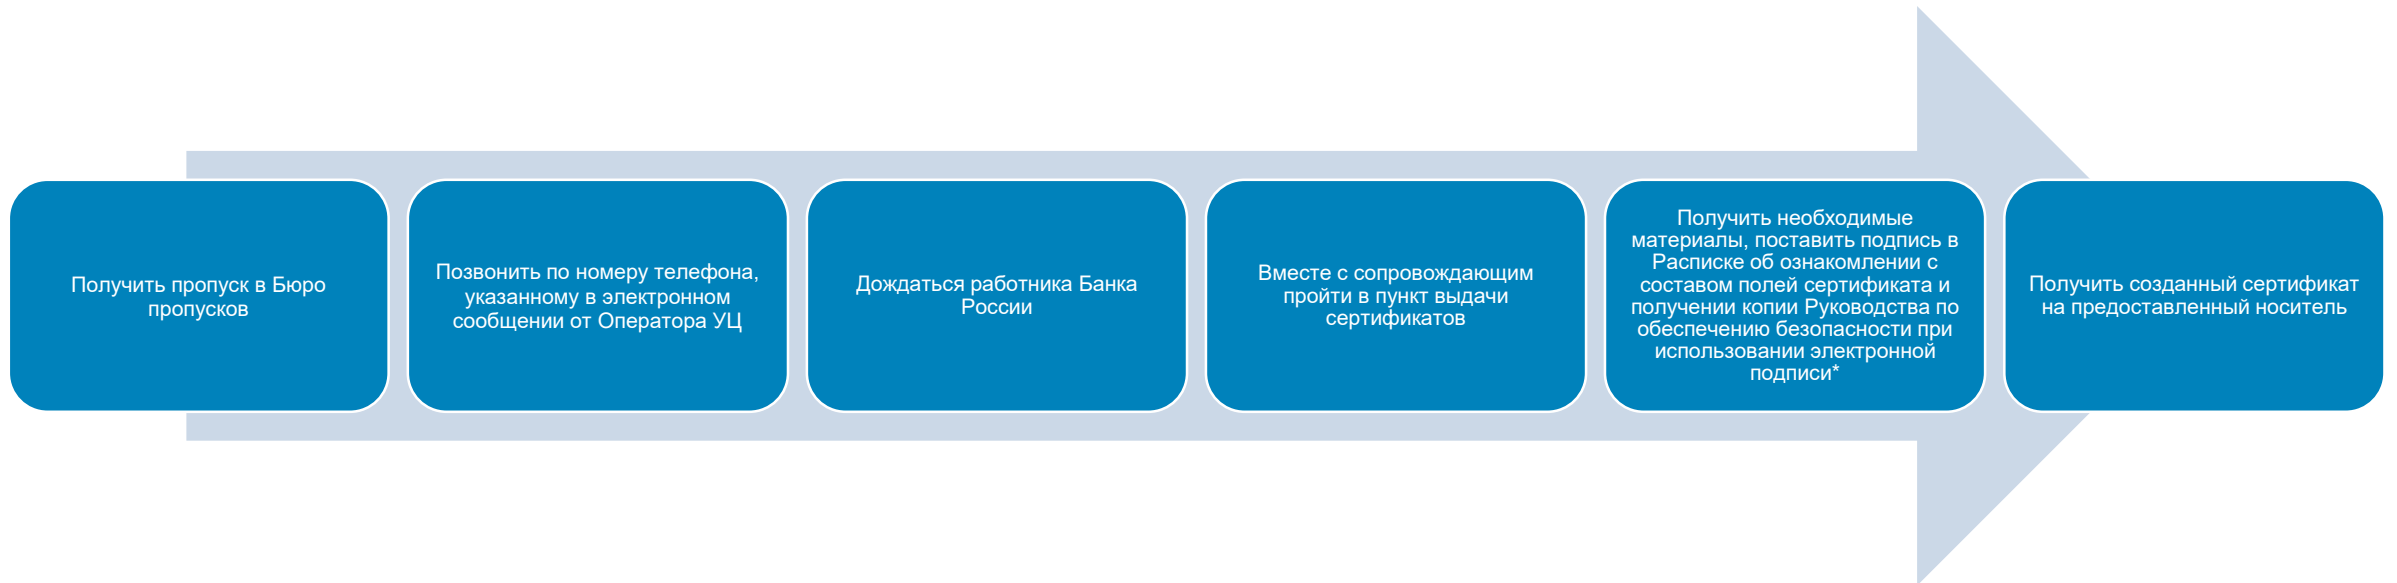 Получить пропуск в Бюро
пропусков
Позвонить по номеру телефона,
указанному в электронном
сообщении от Оператора УЦ
Дождаться работника Банка
России
Вместе с сопровождающим
пройти в пункт выдачи
сертификатов
Получить необходимые
материалы, поставить подпись в
Расписке об ознакомлении с
составом полей сертификата и
получении копии Руководства по
обеспечению безопасности при
использовании электронной
подписи*
Получить созданный сертификат
на предоставленный носитель